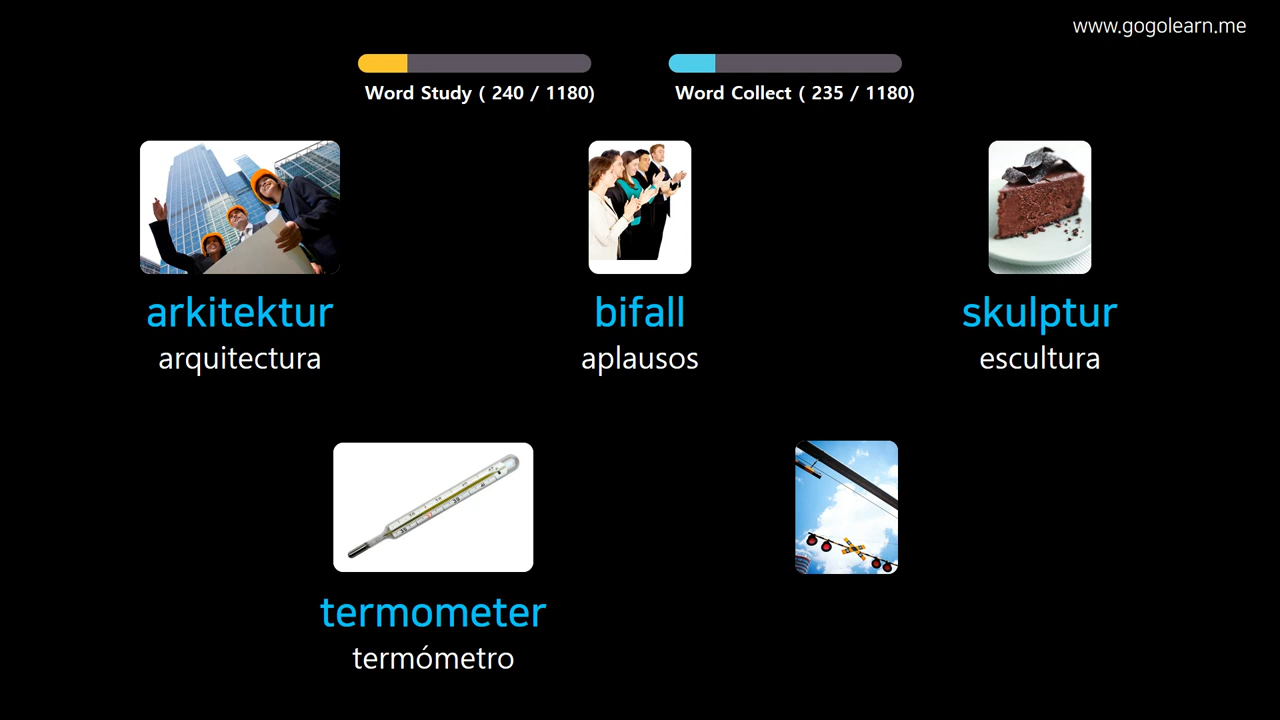 www.gogolearn.me
Word Study ( 240 / 1180)
Word Collect ( 235 / 1180)
arkitektur
arquitectura
bifall
aplausos
skulptur
escultura
termometer
termómetro